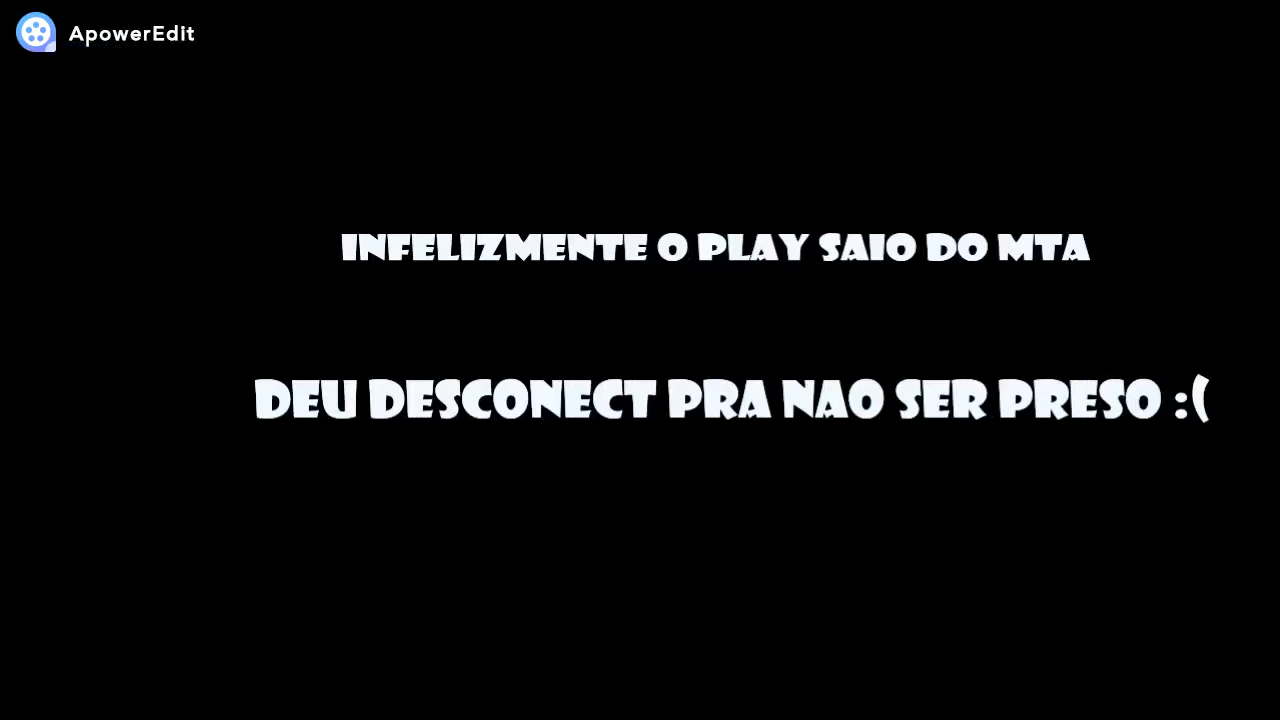 ApowerEdit
INFELIZMENTE O PLAY SAIO DO MTA
DEU DESCONECT PRA NAO SER PRESO :(